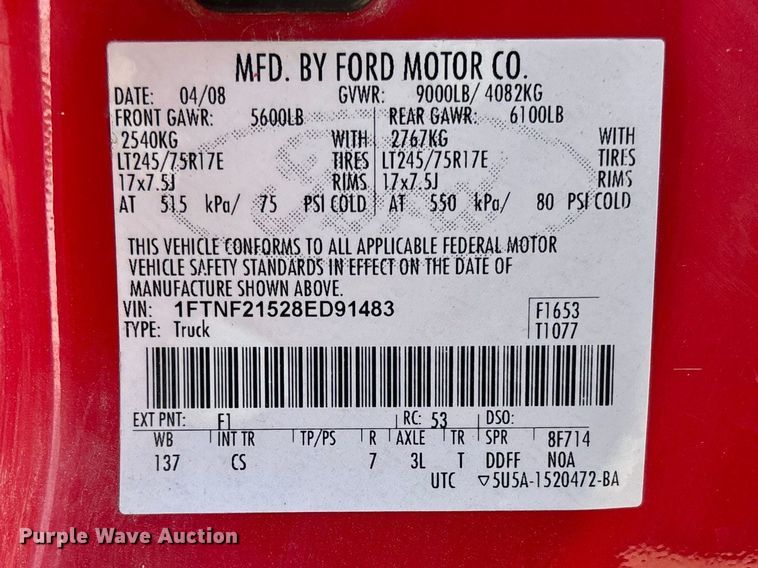 MFD. BY FORD MOTOR CO.
DATE: 04/08 GVWR: 9000LB/ 4082KG
FRONT GAWR: 5600LB REAR GAWR: 6100LB
2540KG WITH 2767KG WITH
LT245/75R17E TIRES LT245/75R17E TIRES
17x7.5J RIMS 17x7.5J RIMS
AT 515 kPa/ 75 PSI COLD AT 550 kPa/ 80 PSI COLD
THIS VEHICLE CONFORMS TO ALL APPLICABLE FEDERAL MOTOR
VEHICLE SAFETY STANDARDS IN EFFECT ON THE DATE OF
MANUFACTURE SHOWN ABOVE.
VIN: 1FTNF21528ED91483 F1653
TYPE: Truck T1077
EXT PNT: F1 RC: 53 DSO:
WB INT TR TP/PS R AXLE TR SPR 8F714
137 CS 7 3L T DDFF NOA
UTC ▽5U5A-1520472-BA
Purple Wave Auction